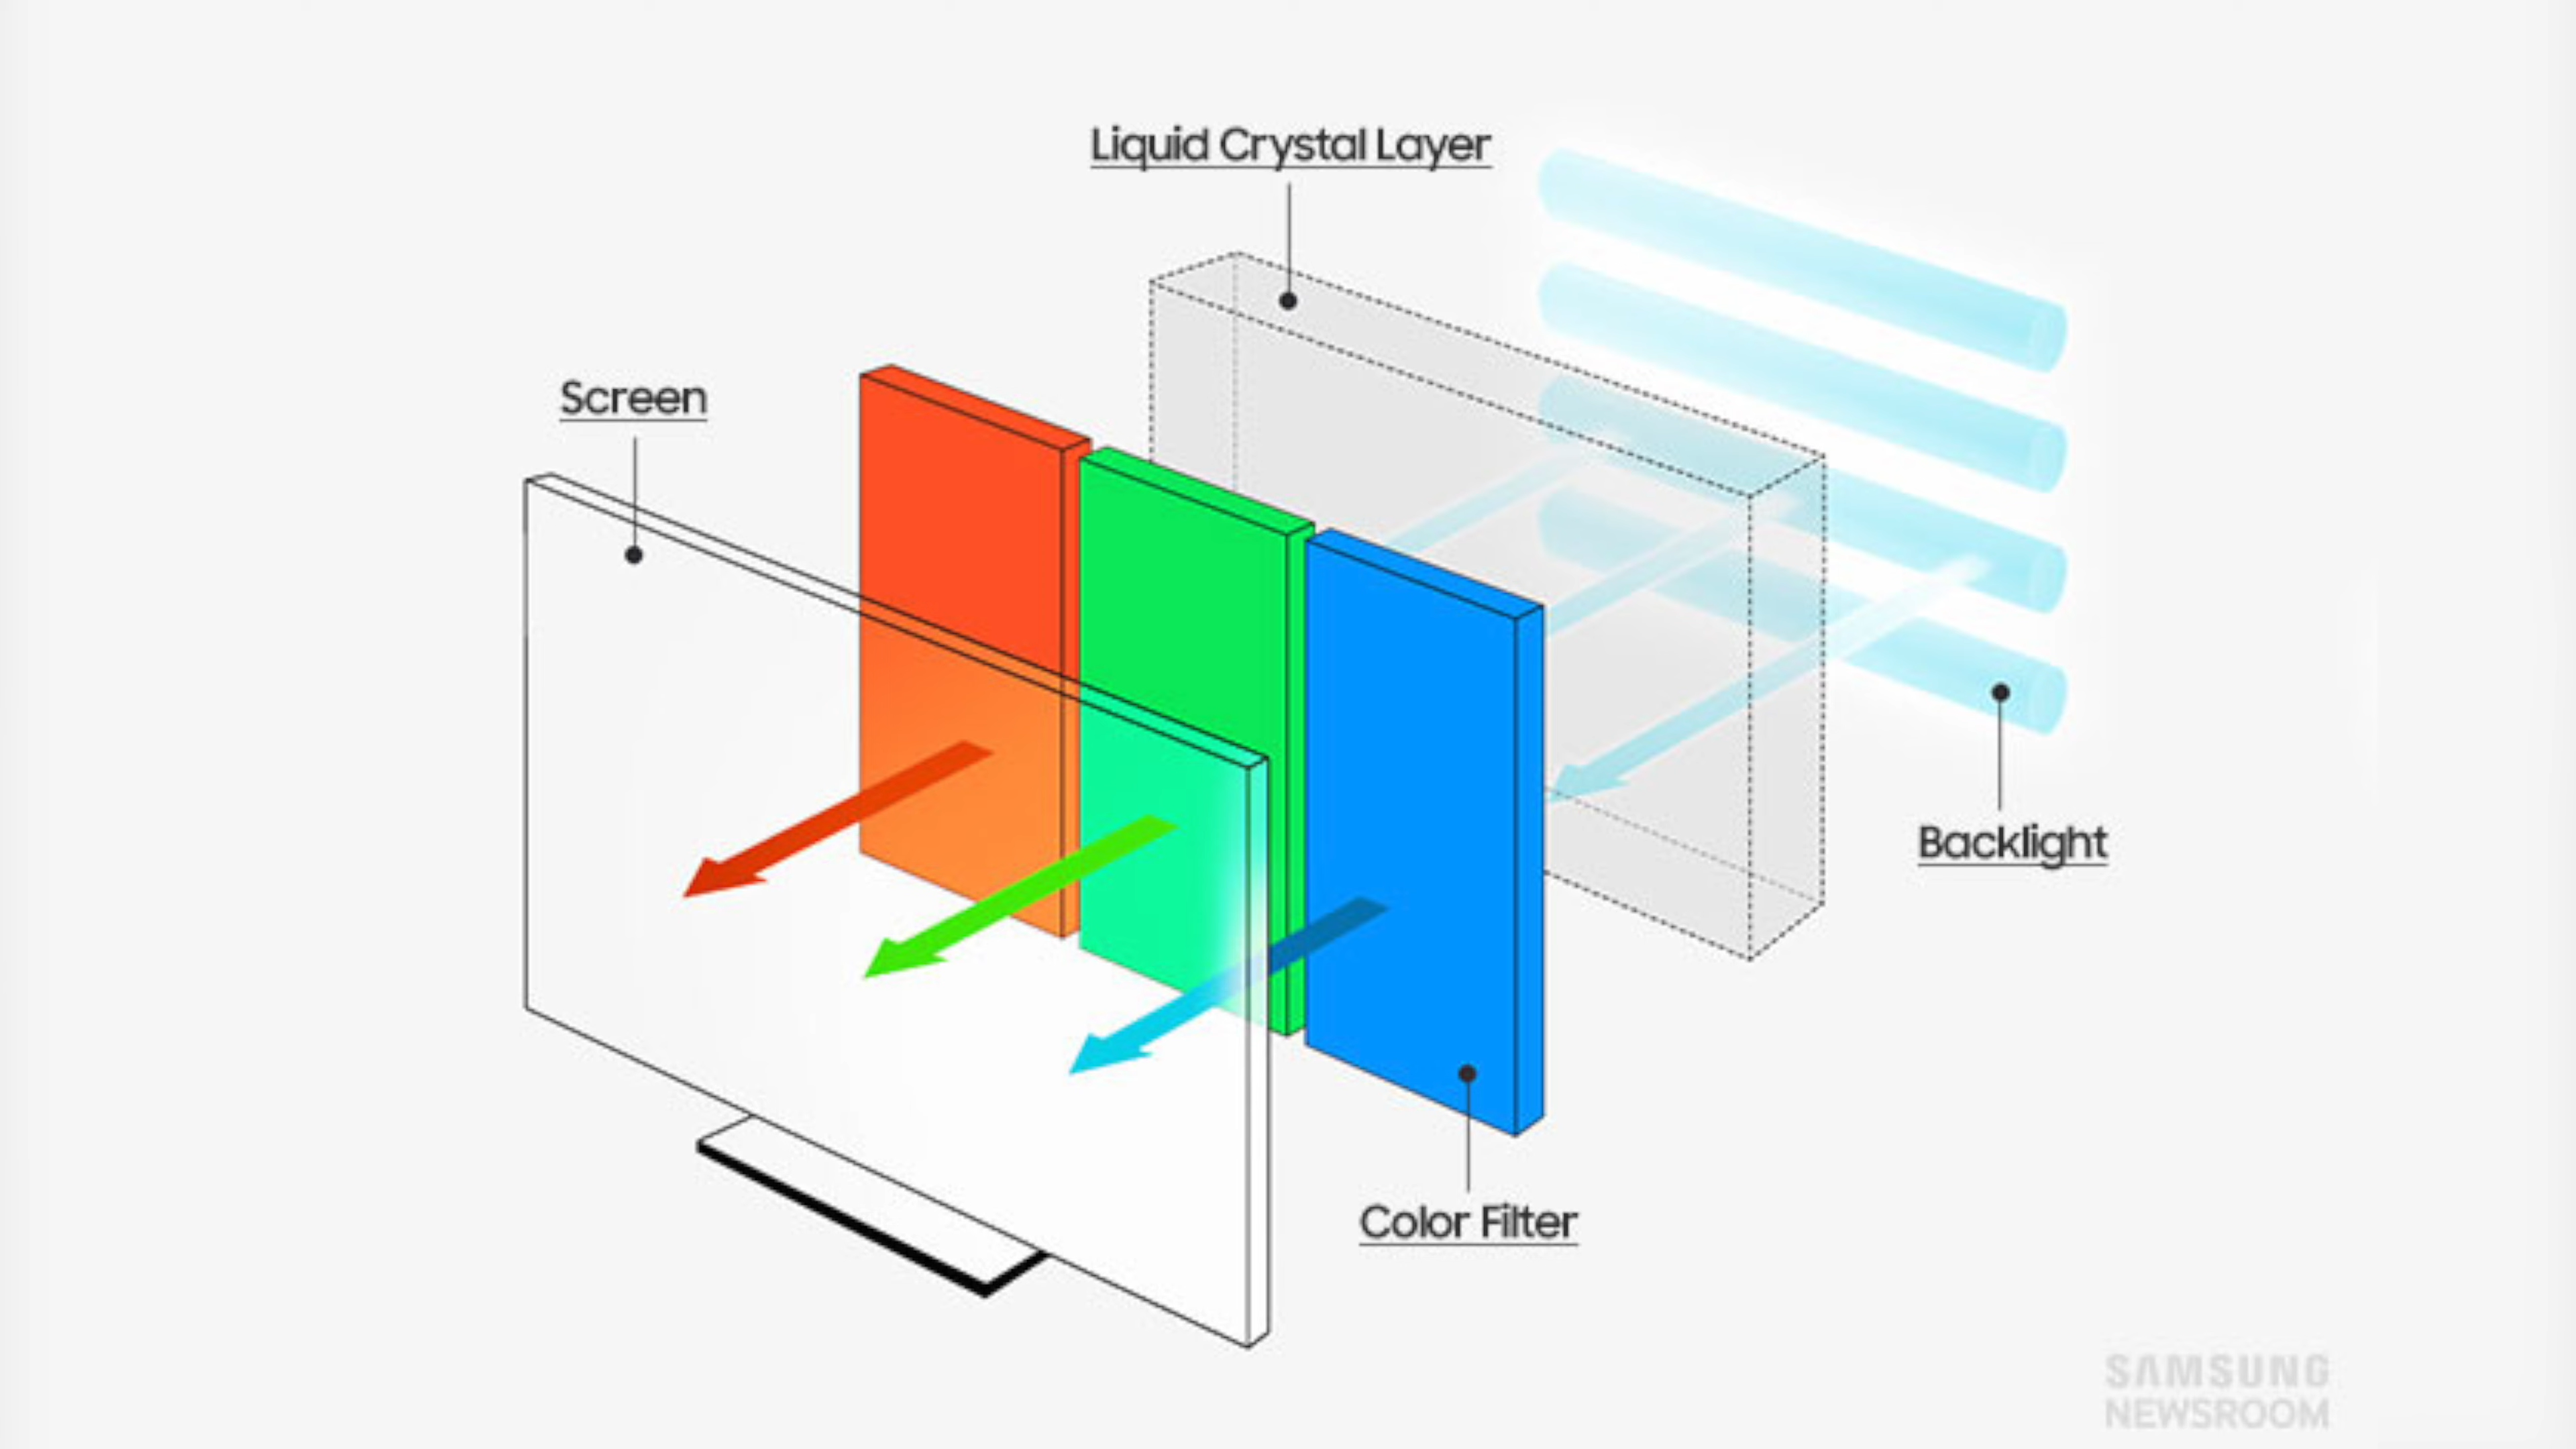 Liquid Crystal Layer
Screen
Backlight
Color Filter
SAMSUNG
NEWSROOM